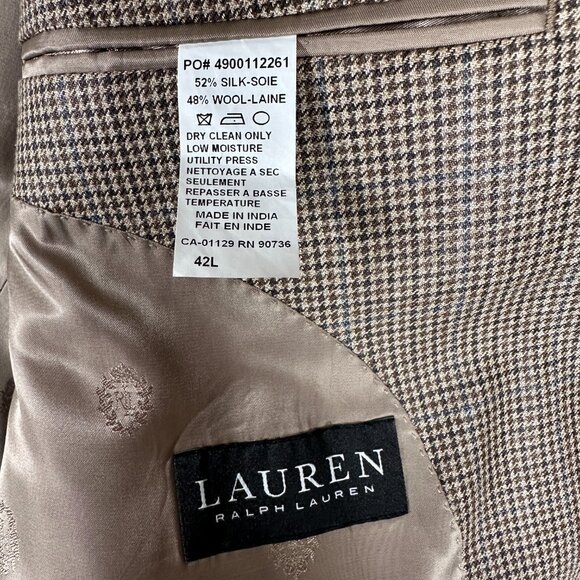 PO# 4900112261
52% SILK-SOIE
48% WOOL-LAINE
DRY CLEAN ONLY
LOW MOISTURE
UTILITY PRESS
NETTOYAGE A SEC
SEULEMENT
REPASSER A BASSE
TEMPERATURE
MADE IN INDIA
FAIT EN INDE
CA-01129 RN 90736
42L
LAUREN
RALPH LAUREN